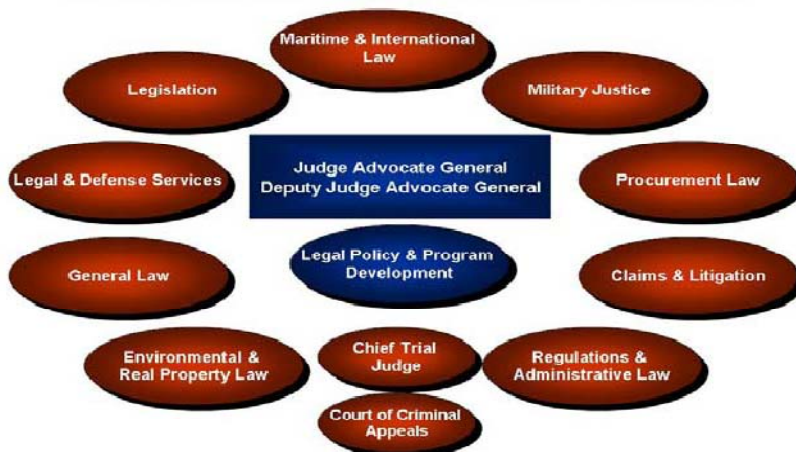 Maritime & International
Law
Legislation
Military Justice
Judge Advocate General
Deputy Judge Advocate General
Legal & Defense Services
Procurement Law
Legal Policy & Program
Development
General Law
Claims & Litigation
Environmental &
Real Property Law
Chief Trial
Judge
Regulations &
Administrative Law
Court of Criminal
Appeals